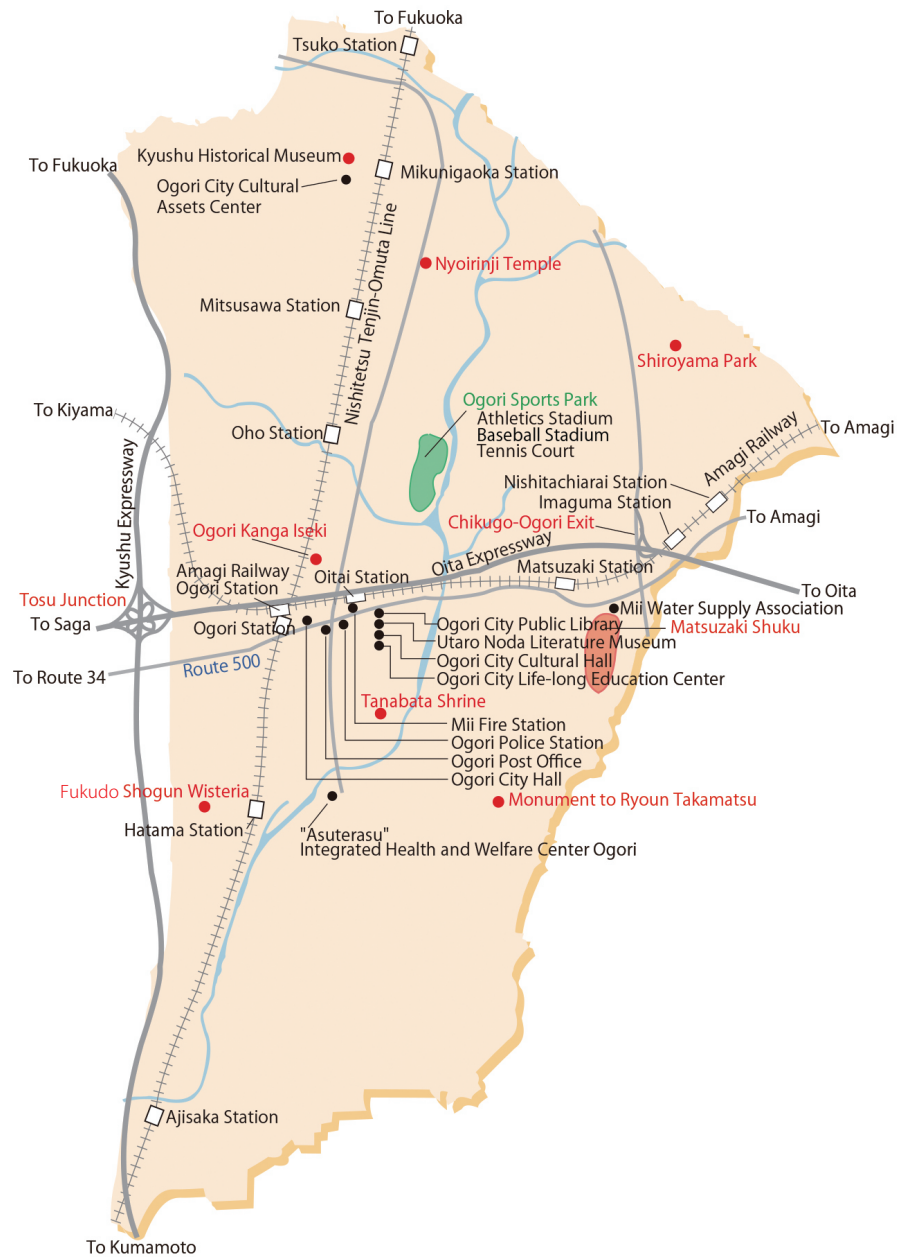 To Fukuoka
Tsuko Station
Kyushu Historical Museum
To Fukuoka
Mikunigaoka Station
Ogori City Cultural
Assets Center
Nishitetsu Tenjin-Omuta Line
Nyoirinji Temple
Mitsusawa Station
Shiroyama Park
Ogori Sports Park
Athletics Stadium
Baseball Stadium
Tennis Court
To Kiyama
Oho Station
To Amagi
Amagi Railway
Kyushu Expressway
Nishitachiarai Station
Imaguma Station
Chikugo-Ogori Exit
To Amagi
Ogori Kanga Iseki
Oita Expressway
Amagi Railway
Ogori Station
Oitai Station
Matsuzaki Station
To Oita
Tosu Junction
To Saga
Ogori Station
Mii Water Supply Association
Ogori City Public Library
Matsuzaki Shuku
Utaro Noda Literature Museum
Ogori City Cultural Hall
Ogori City Life-long Education Center
Route 500
To Route 34
Tanabata Shrine
Mii Fire Station
Ogori Police Station
Ogori Post Office
Ogori City Hall
Fukudo Shogun Wisteria
Monument to Ryoun Takamatsu
Hatama Station
"Asuterasu"
Integrated Health and Welfare Center Ogori
Ajisaka Station
To Kumamoto